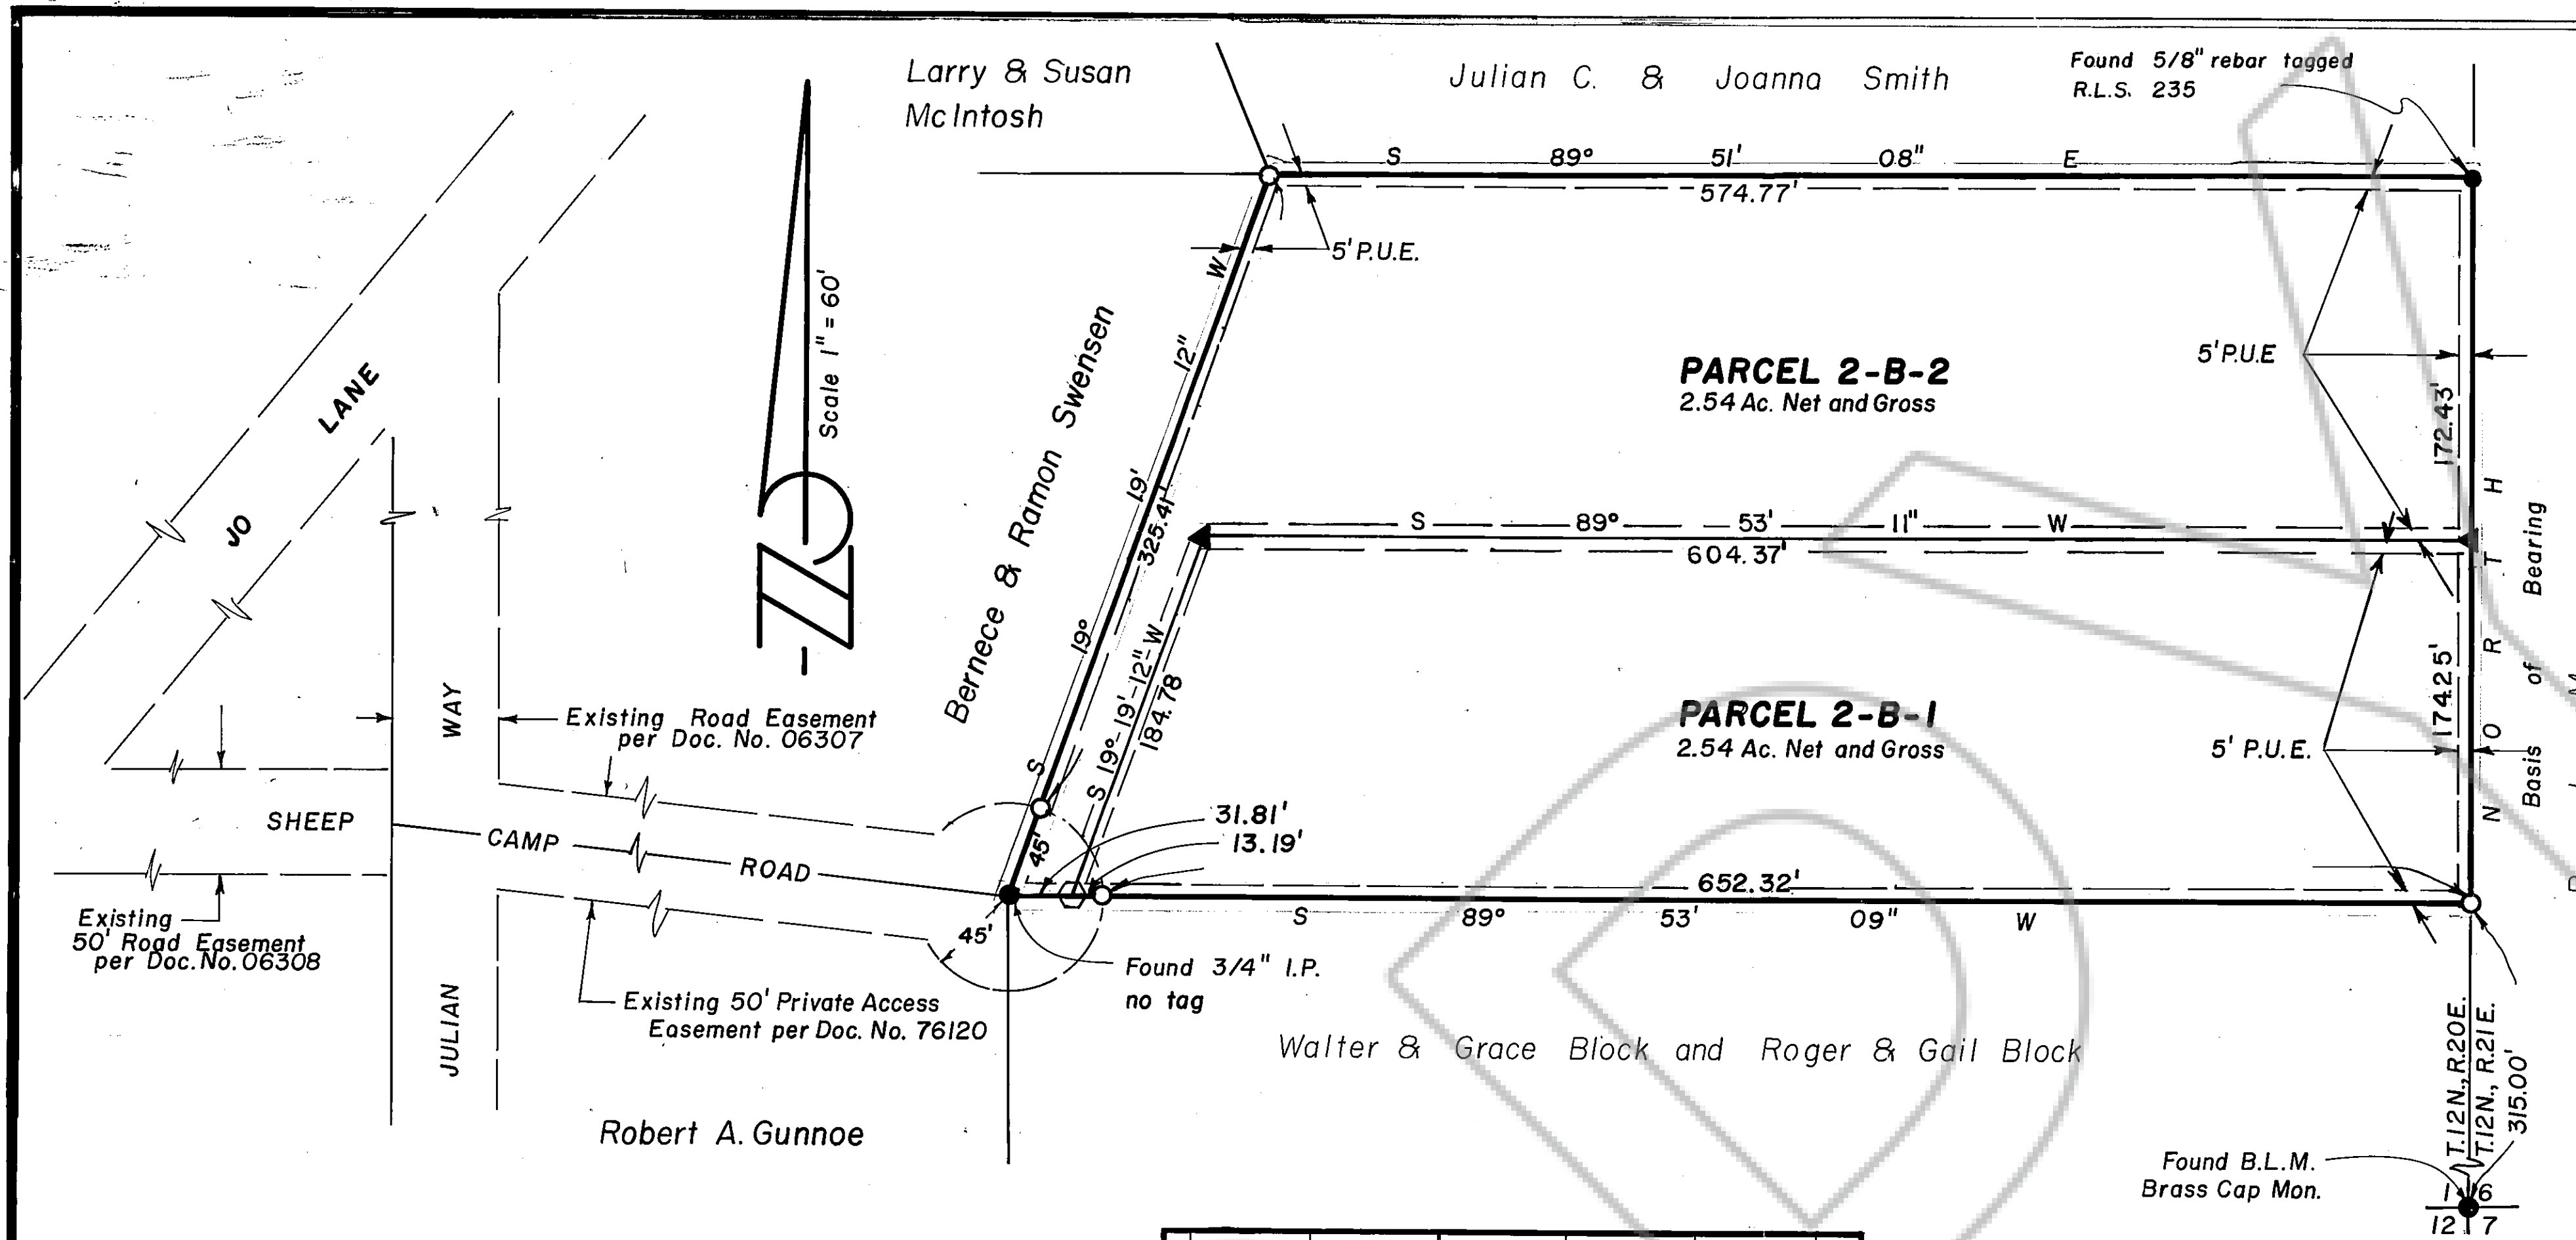 Larry & Susan
McIntosh
Julian C. & Joanna Smith
Found 5/8" rebar tagged
R.L.S. 235
S 89° 51' 08" E
574.77'
5' P.U.E.
Scale 1" = 60'
N
JO LANE
Bernece & Ramon Swensen
S 19° 19' 12" W
325.41'
PARCEL 2-B-2
2.54 Ac. Net and Gross
5' P.U.E
172.43'
S 89° 53' 11" W
604.37'
NORTH
Basis of Bearing
S 19°-19'-12" W
184.78
PARCEL 2-B-1
2.54 Ac. Net and Gross
174.25'
5' P.U.E.
Existing Road Easement
per Doc. No. 06307
JULIAN WAY
SHEEP CAMP ROAD
45'
31.81'
13.19'
652.32'
S 89° 53' 09" W
45'
Existing
50' Road Easement
per Doc. No. 06308
Found 3/4" I.P.
no tag
Existing 50' Private Access
Easement per Doc. No. 76120
Walter & Grace Block and Roger & Gail Block
Robert A. Gunnoe
T.12N., R.20E.
T.12N., R.21E.
315.00'
Found B.L.M.
Brass Cap Mon.
1 6
12 7